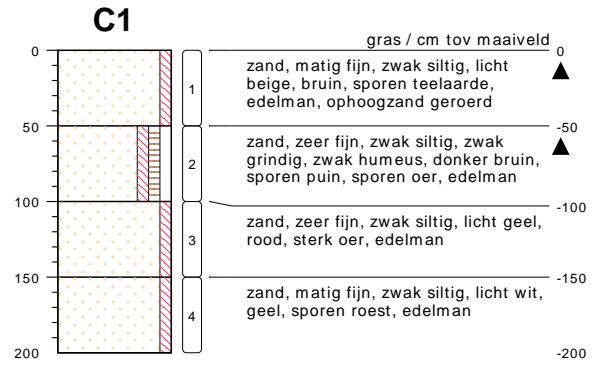 C1
gras / cm tov maaiveld
0
0
1
zand, matig fijn, zwak siltig, licht
beige, bruin, sporen teelaarde,
edelman, ophoogzand geroerd
50
-50
2
zand, zeer fijn, zwak siltig, zwak
grindig, zwak humeus, donker bruin,
sporen puin, sporen oer, edelman
100
-100
3
zand, zeer fijn, zwak siltig, licht geel,
rood, sterk oer, edelman
150
-150
4
zand, matig fijn, zwak siltig, licht wit,
geel, sporen roest, edelman
200
-200